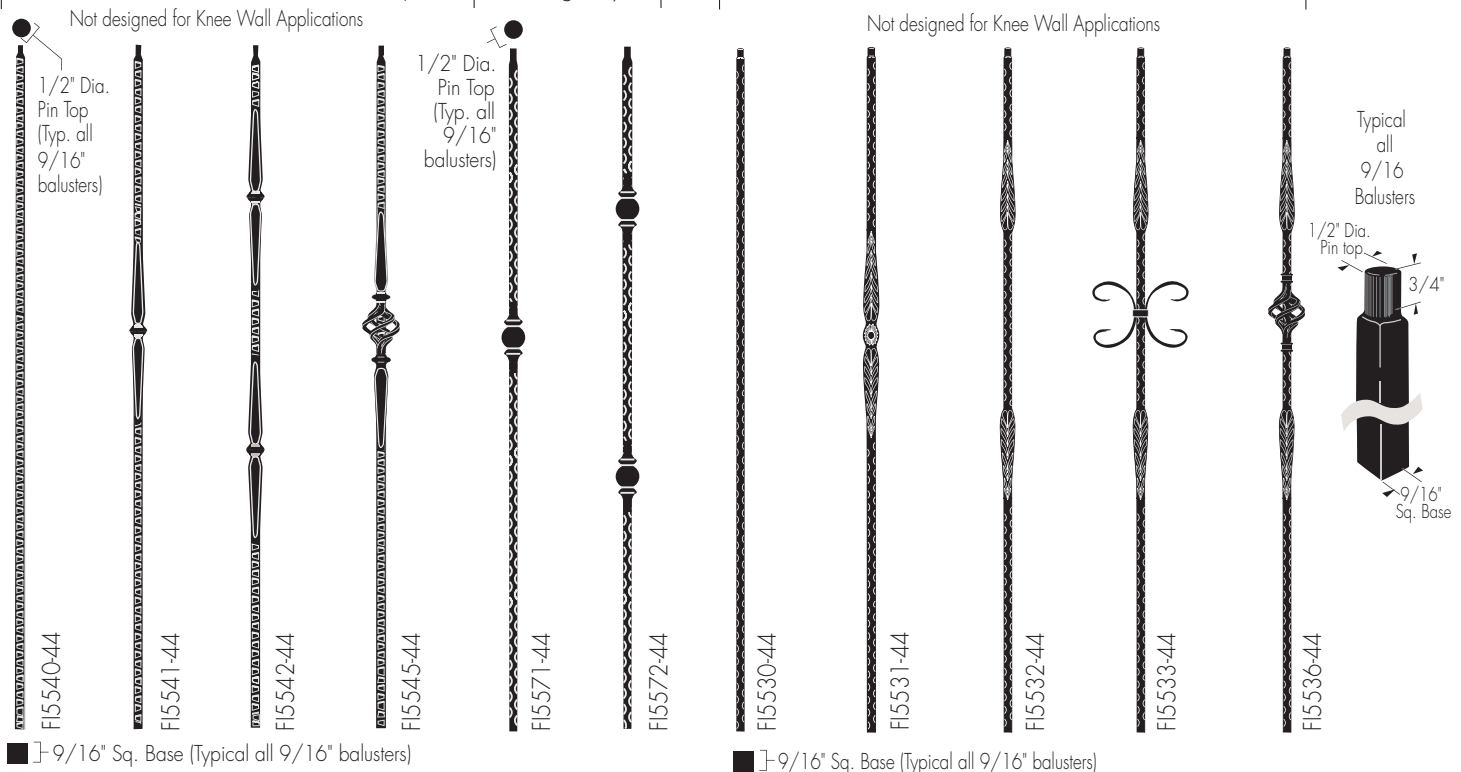 Not designed for Knee Wall Applications
1/2" Dia.
Pin Top
(Typ. all
9/16"
balusters)
1/2" Dia.
Pin Top
(Typ. all
9/16"
balusters)
FI5540-44
FI5541-44
FI5542-44
FI5545-44
FI5571-44
FI5572-44
9/16" Sq. Base (Typical all 9/16" balusters)
Not designed for Knee Wall Applications
FI5530-44
FI5531-44
FI5532-44
FI5533-44
FI5536-44
9/16" Sq. Base (Typical all 9/16" balusters)
Typical
all
9/16
Balusters
1/2" Dia.
Pin top
3/4"
9/16"
Sq. Base